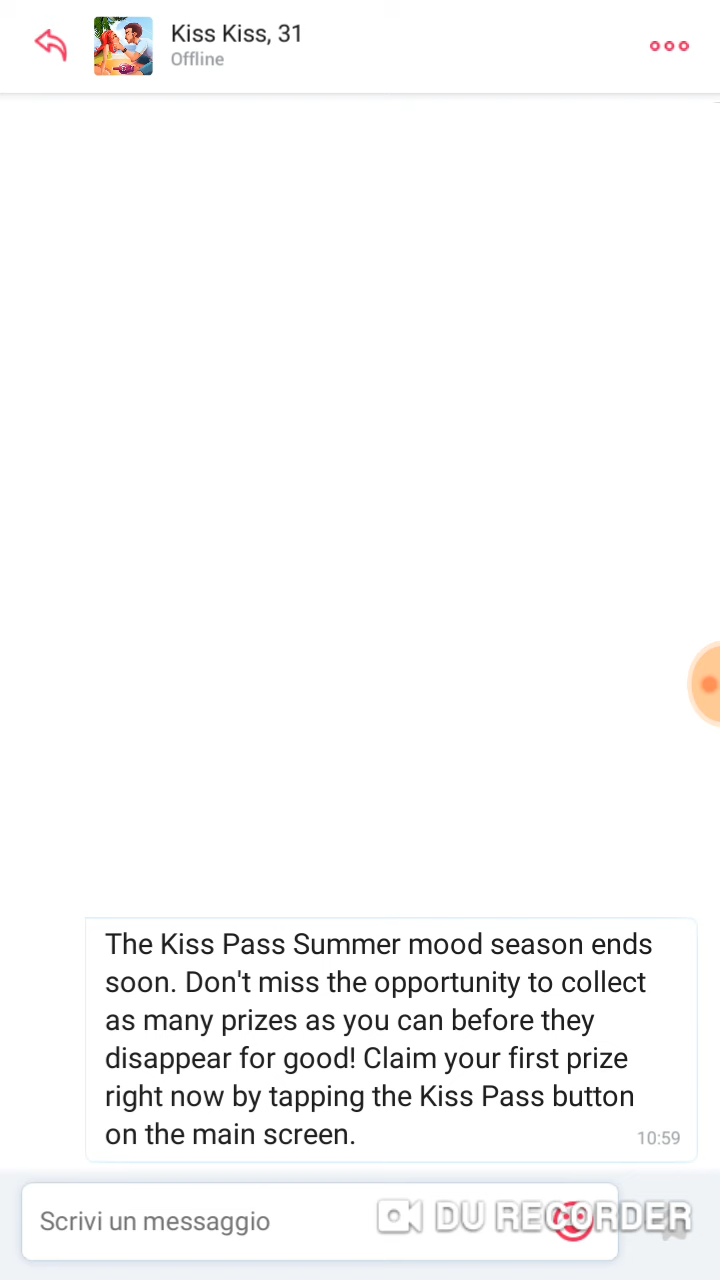 Kiss Kiss, 31
Offline
The Kiss Pass Summer mood season ends
soon. Don't miss the opportunity to collect
as many prizes as you can before they
disappear for good! Claim your first prize
right now by tapping the Kiss Pass button
on the main screen.
10:59
Scrivi un messaggio
DU RECORDER